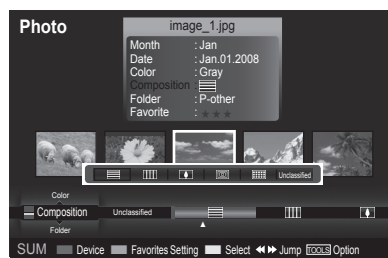 Photo
image_1.jpg
Month : Jan
Date : Jan.01.2008
Color : Gray
Composition :
Folder : P-other
Favorite : ★★★
Unclassified
Color
Composition
Unclassified
Folder
SUM Device Favorites Setting Select ◀◀ ▶▶ Jump TOOLS Option